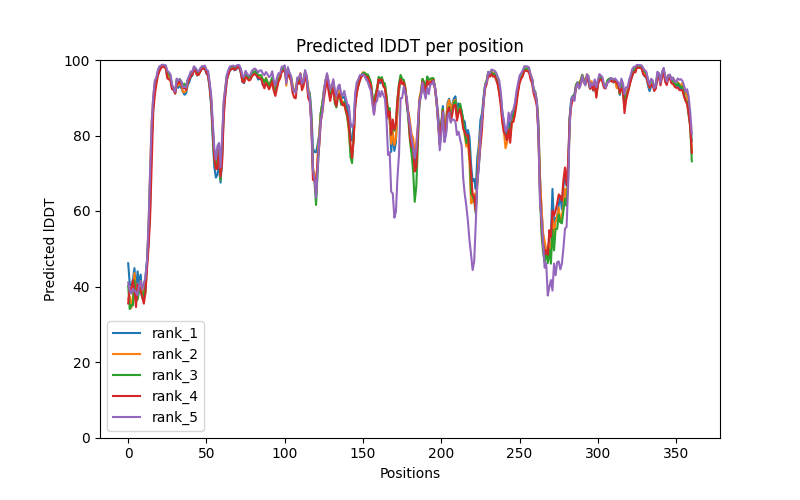 Predicted lDDT per position
100
80
60
40
20
0
Predicted lDDT
rank_1
rank_2
rank_3
rank_4
rank_5
0 50 100 150 200 250 300 350
Positions